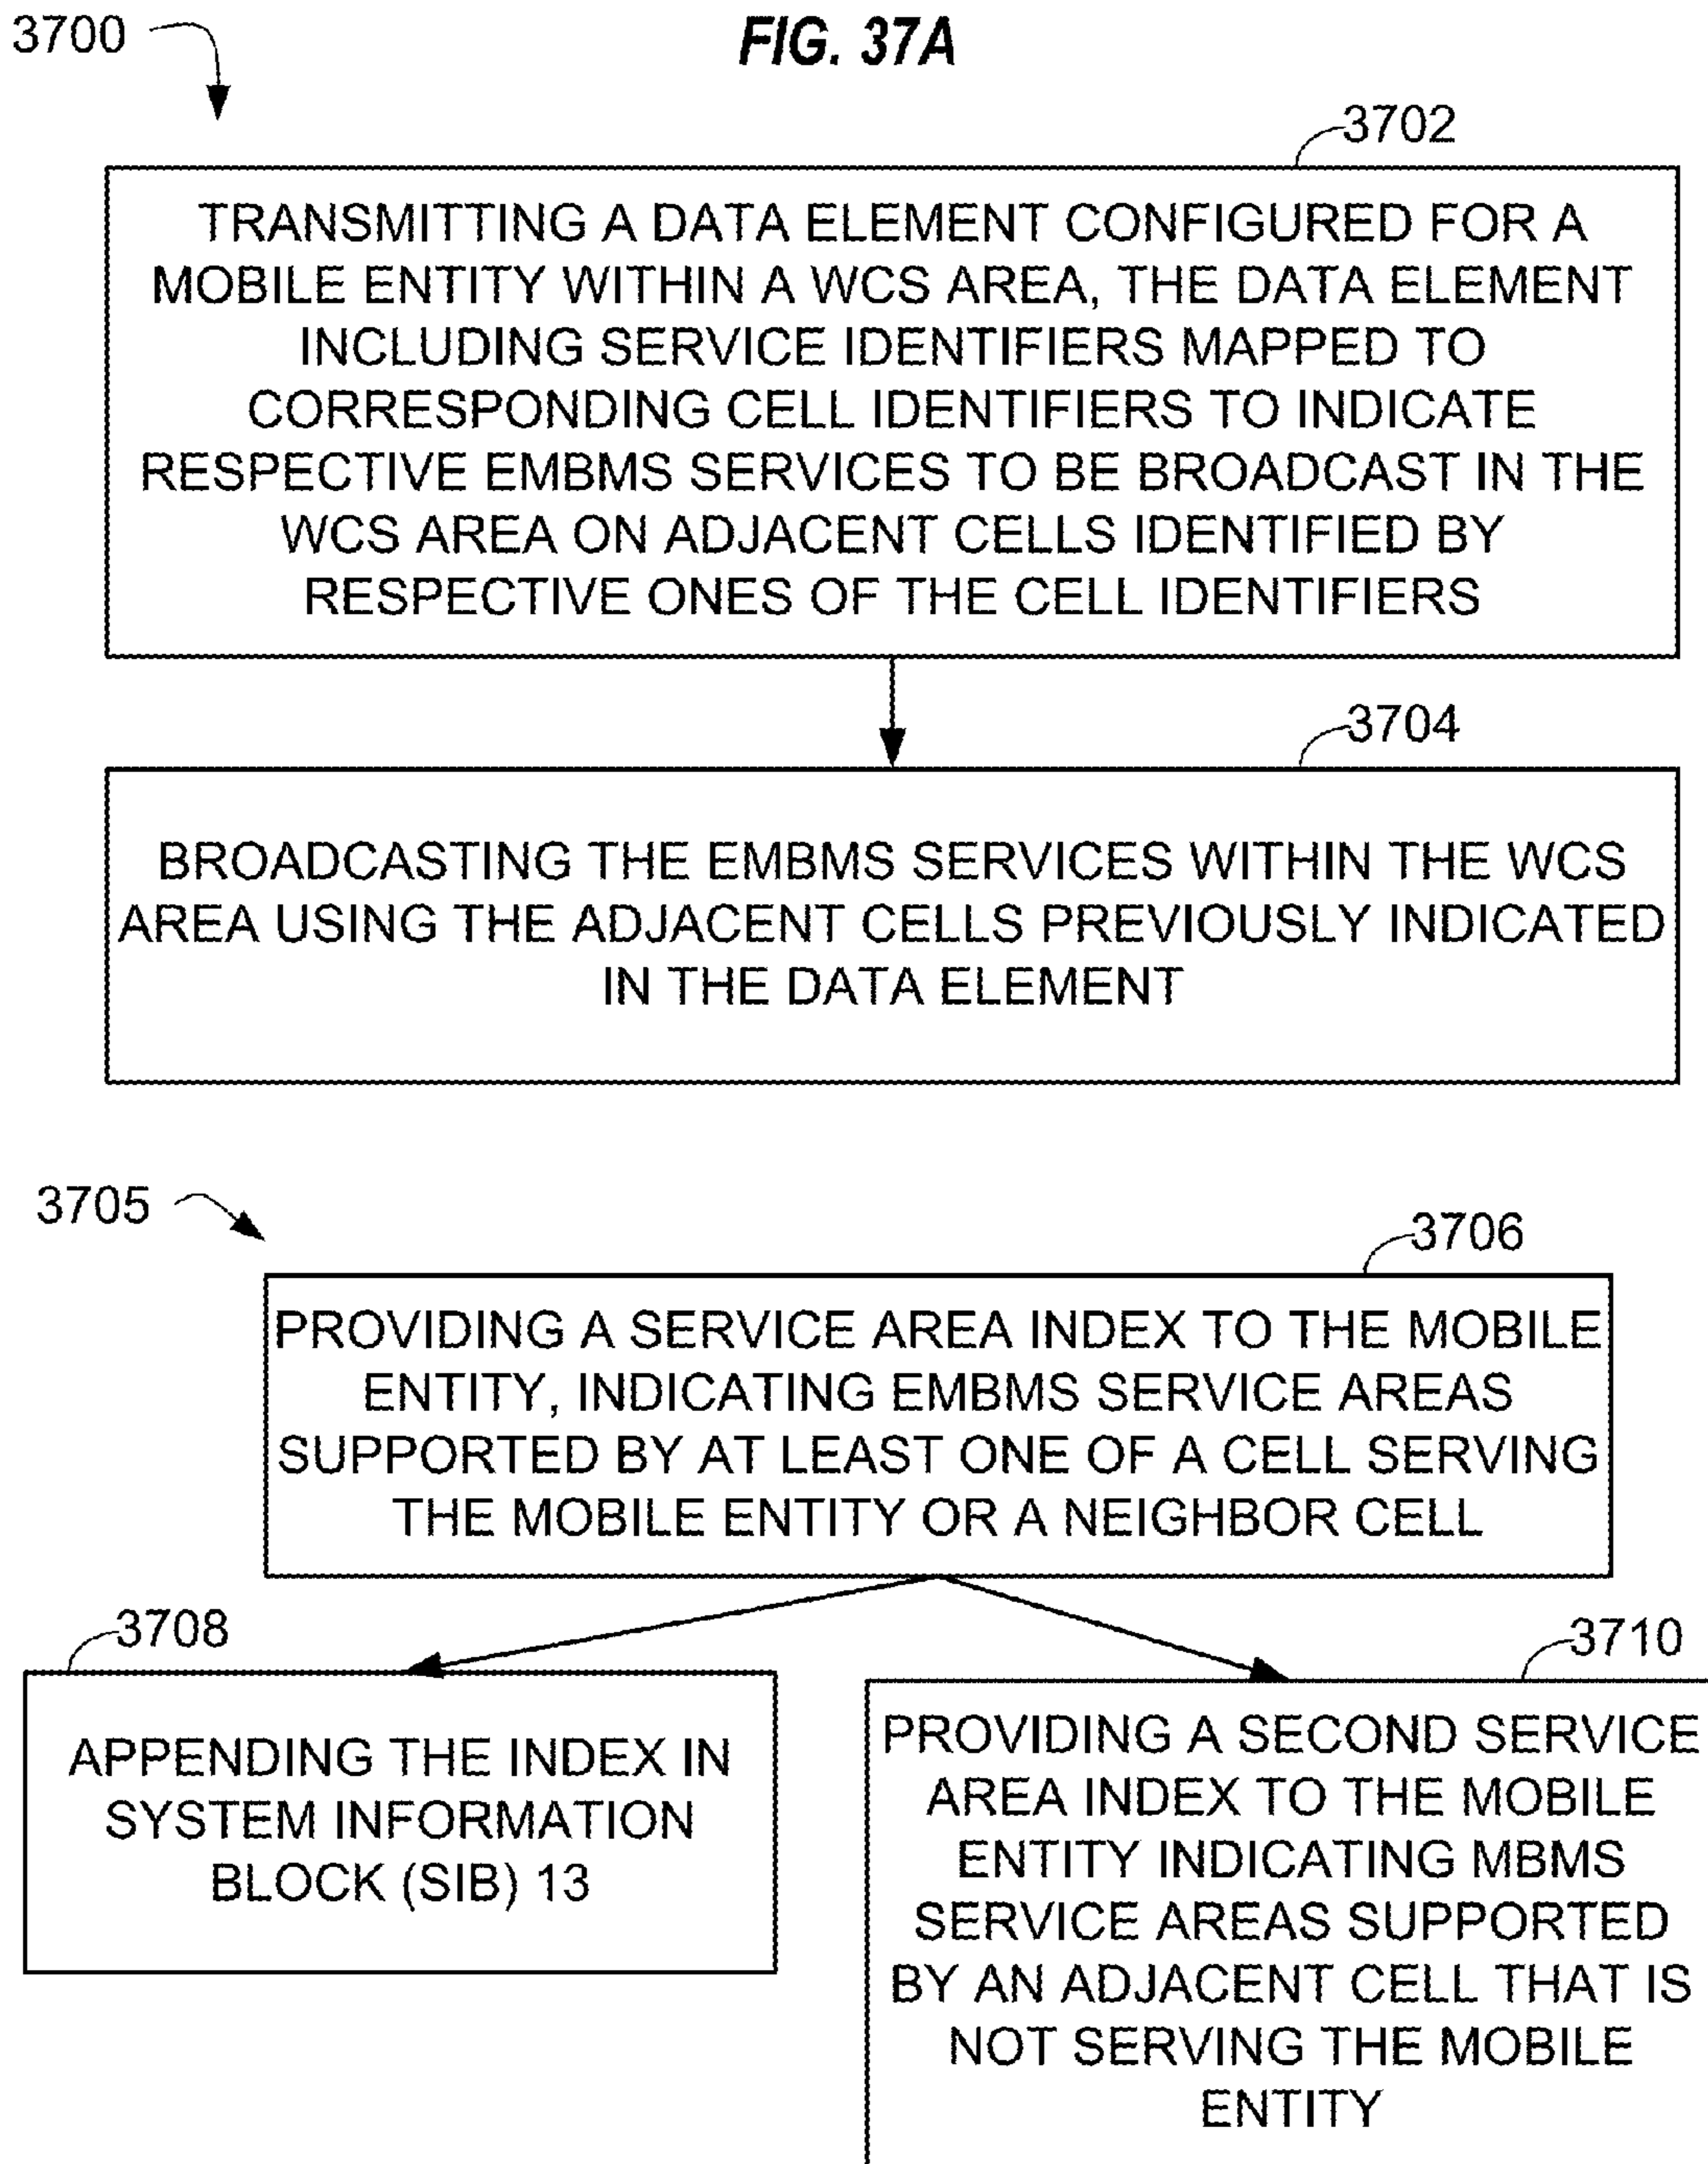 3700
FIG. 37A
3702
TRANSMITTING A DATA ELEMENT CONFIGURED FOR A
MOBILE ENTITY WITHIN A WCS AREA, THE DATA ELEMENT
INCLUDING SERVICE IDENTIFIERS MAPPED TO
CORRESPONDING CELL IDENTIFIERS TO INDICATE
RESPECTIVE EMBMS SERVICES TO BE BROADCAST IN THE
WCS AREA ON ADJACENT CELLS IDENTIFIED BY
RESPECTIVE ONES OF THE CELL IDENTIFIERS
3704
BROADCASTING THE EMBMS SERVICES WITHIN THE WCS
AREA USING THE ADJACENT CELLS PREVIOUSLY INDICATED
IN THE DATA ELEMENT
3705
3706
PROVIDING A SERVICE AREA INDEX TO THE MOBILE
ENTITY, INDICATING EMBMS SERVICE AREAS
SUPPORTED BY AT LEAST ONE OF A CELL SERVING
THE MOBILE ENTITY OR A NEIGHBOR CELL
3708
APPENDING THE INDEX IN
SYSTEM INFORMATION
BLOCK (SIB) 13
3710
PROVIDING A SECOND SERVICE
AREA INDEX TO THE MOBILE
ENTITY INDICATING MBMS
SERVICE AREAS SUPPORTED
BY AN ADJACENT CELL THAT IS
NOT SERVING THE MOBILE
ENTITY